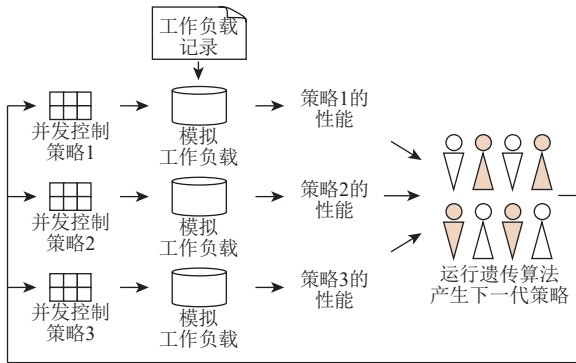 工作负载
记录
并发控制
策略1
模拟
工作负载
策略1的
性能
并发控制
策略2
模拟
工作负载
策略2的
性能
并发控制
策略3
模拟
工作负载
策略3的
性能
运行遗传算法
产生下一代策略